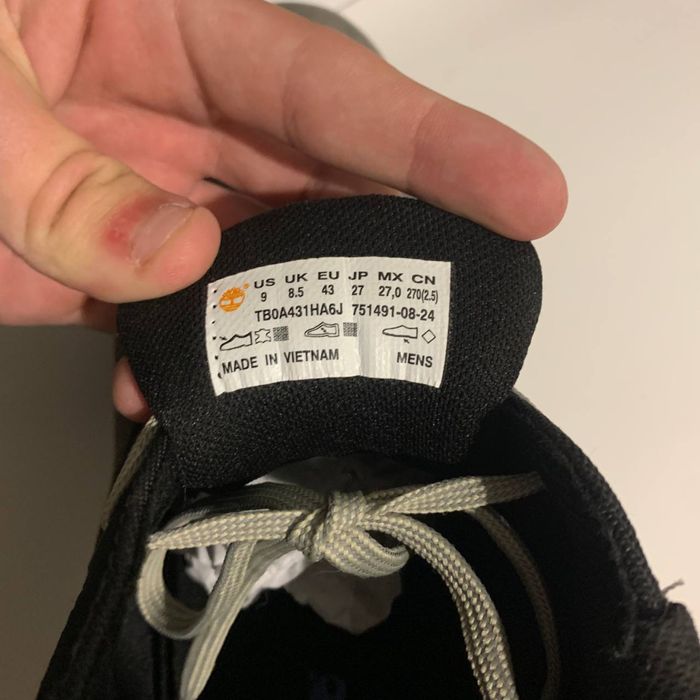 US UK EU JP MX CN
9 8.5 43 27 27,0 270(2.5)
TB0A431HA6J 751491-08-24
MADE IN VIETNAM MENS